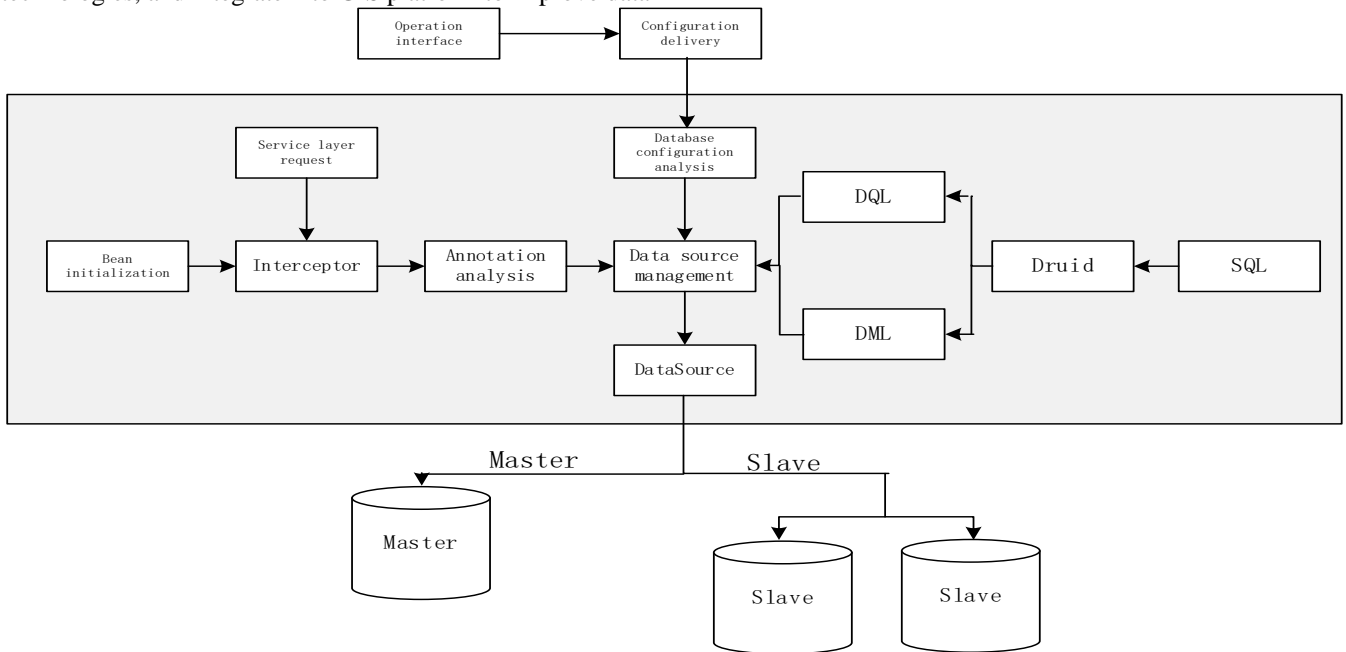 Operation
interface
Configuration
delivery
Service layer
request
Database
configuration
analysis
DQL
Bean
initialization
Interceptor
Annotation
analysis
Data source
management
Druid
SQL
DML
DataSource
Master
Slave
Master
Slave
Slave